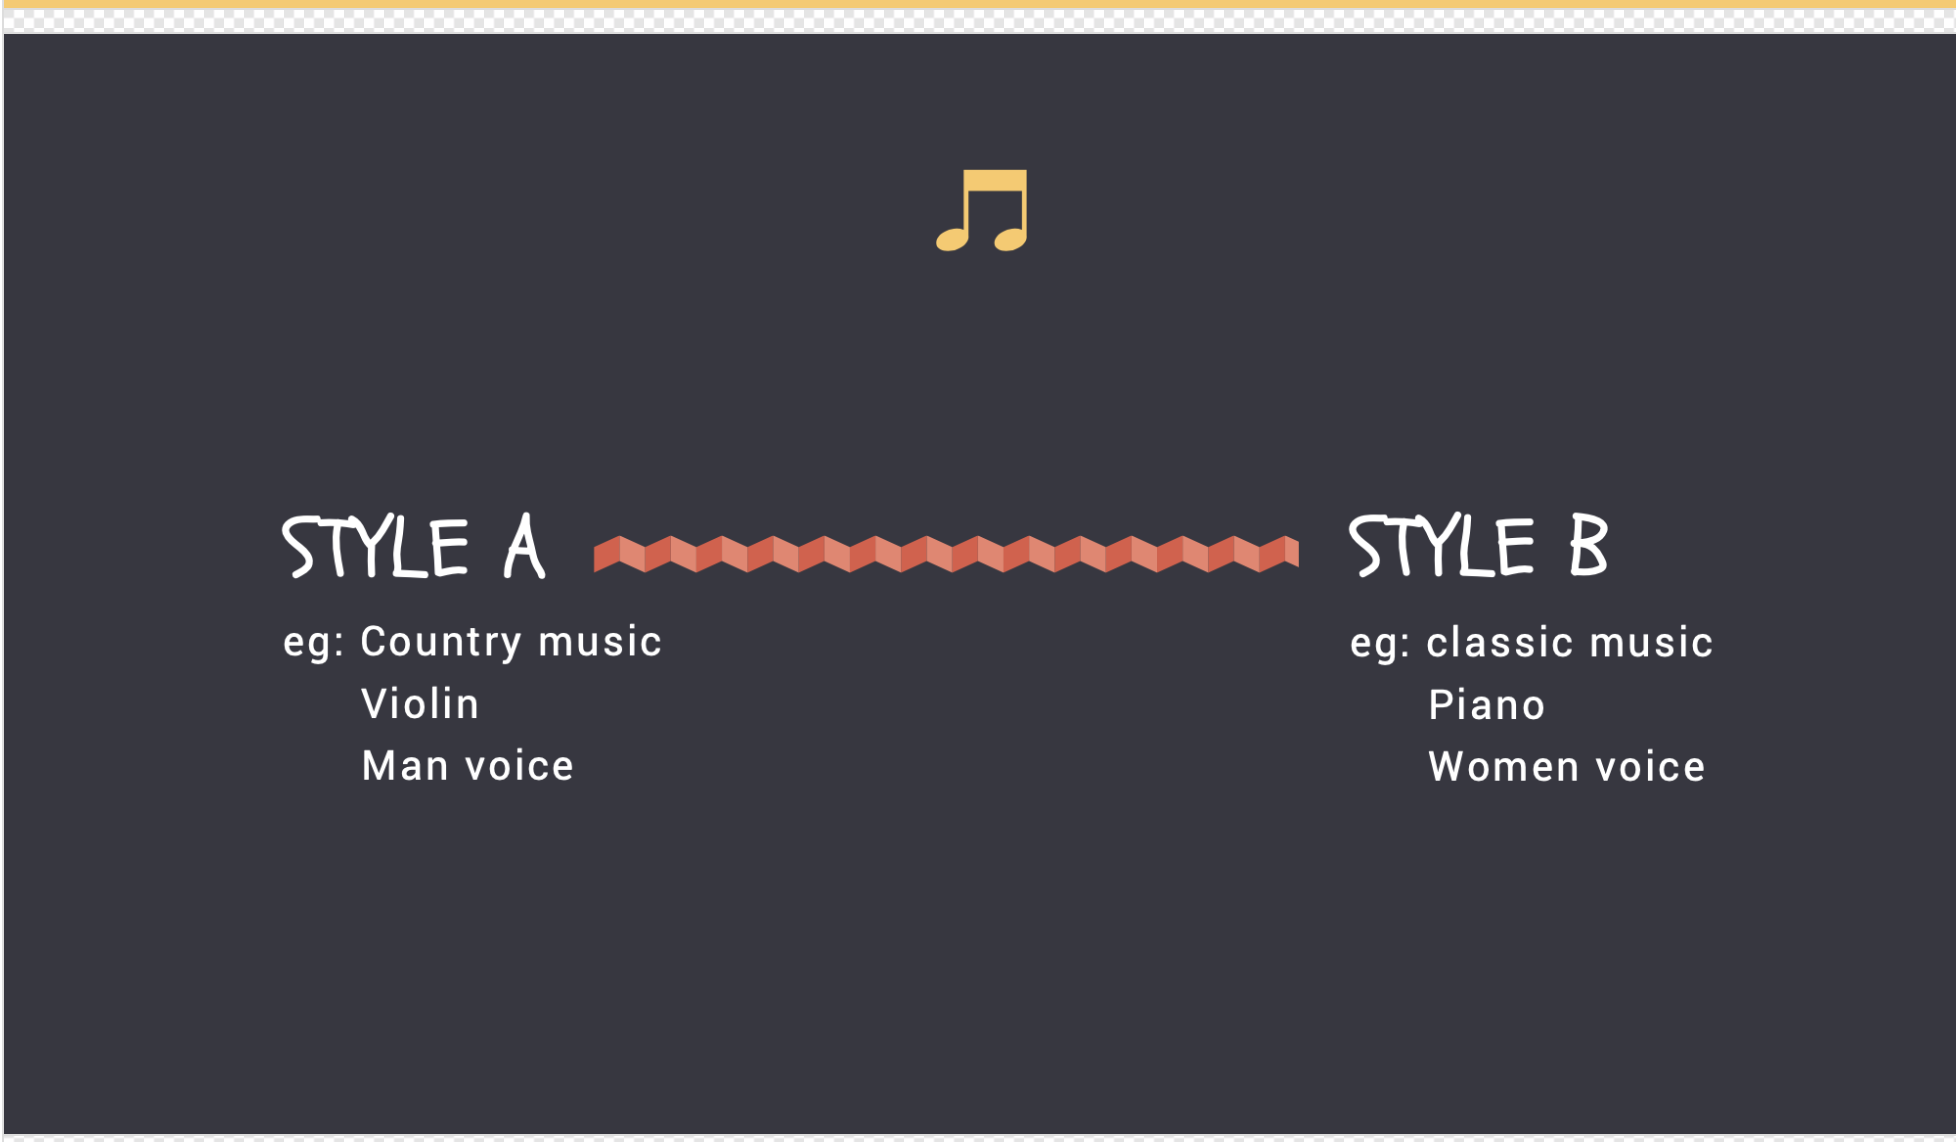 STYLE A
eg: Country music
Violin
Man voice
STYLE B
eg: classic music
Piano
Women voice